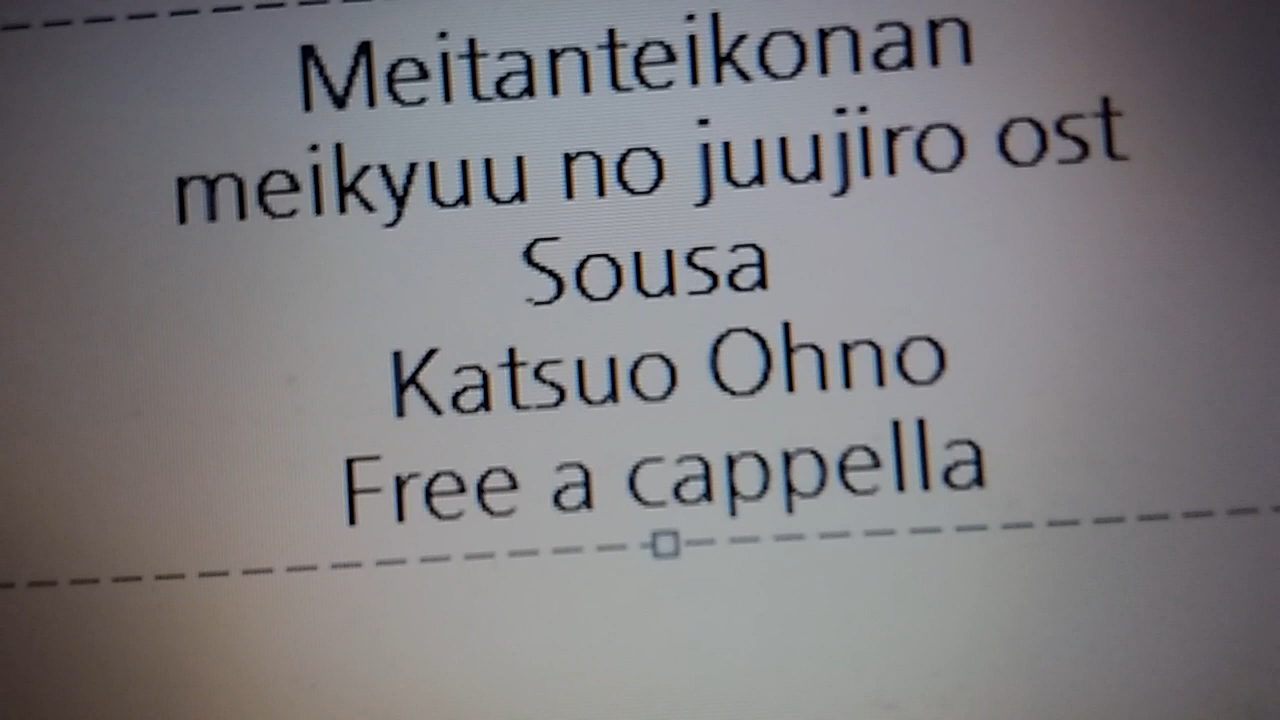 Meitanteikonan
meikyuu no juujiro ost
Sousa
Katsuo Ohno
Free a cappella